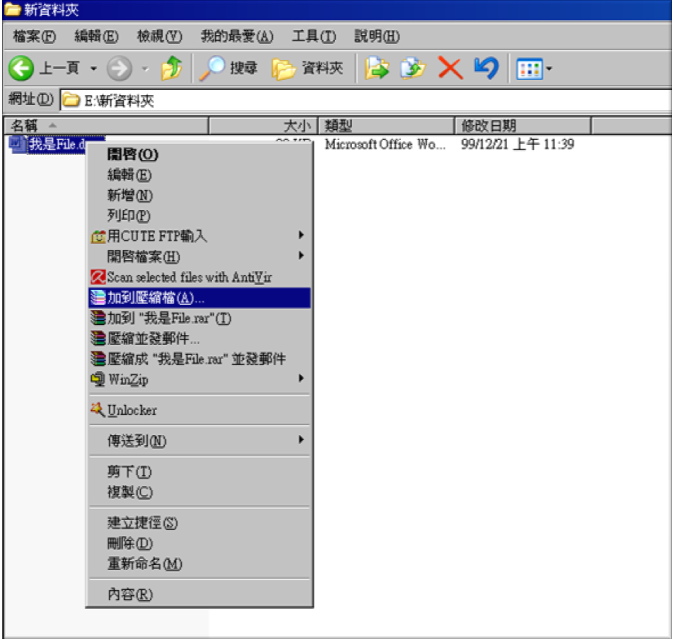 新資料夾
檔案(F) 編輯(E) 檢視(V) 我的最愛(A) 工具(T) 說明(H)
上一頁 搜尋 資料夾
網址(D) E:\新資料夾
名稱 大小 類型 修改日期
我是File.d Microsoft Office Wo... 99/12/21 上午 11:39
開啓(O)
編輯(E)
新增(N)
列印(P)
用CUTE FTP輸入
開啓檔案(H)
Scan selected files with AntiVir
加到壓縮檔(A)...
加到 "我是File.rar"(T)
壓縮並發郵件...
壓縮成 "我是File.rar" 並發郵件
WinZip
Unlocker
傳送到(N)
剪下(T)
複製(C)
建立捷徑(S)
刪除(D)
重新命名(M)
內容(R)